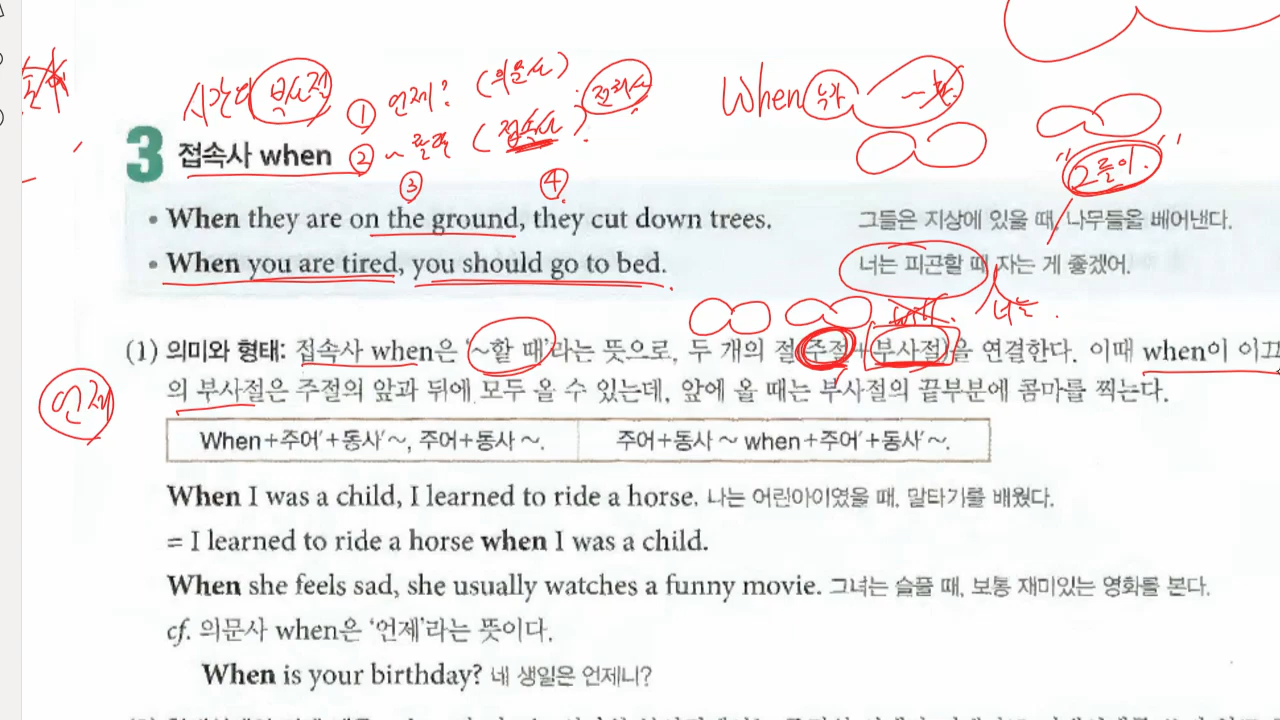 시간의 부사절 ① 언제? (의문사) 전치사 When
② ~할 때 (접속사)
3 접속사 when
"2들이"
③ ④
• When they are on the ground, they cut down trees. 그들은 지상에 있을 때, 나무들을 베어낸다.
• When you are tired, you should go to bed. 너는 피곤할 때 자는 게 좋겠어.
너는
(1) 의미와 형태: 접속사 when은 '~할 때'라는 뜻으로, 두 개의 절(주절+부사절)을 연결한다. 이때 when이 이끄
언제
의 부사절은 주절의 앞과 뒤에 모두 올 수 있는데, 앞에 올 때는 부사절의 끝부분에 콤마를 찍는다.
When+주어′+동사′~, 주어+동사 ~. 주어+동사 ~ when+주어′+동사′~.
When I was a child, I learned to ride a horse. 나는 어린아이였을 때, 말타기를 배웠다.
= I learned to ride a horse when I was a child.
When she feels sad, she usually watches a funny movie. 그녀는 슬플 때, 보통 재미있는 영화를 본다.
cf. 의문사 when은 '언제'라는 뜻이다.
When is your birthday? 네 생일은 언제니?